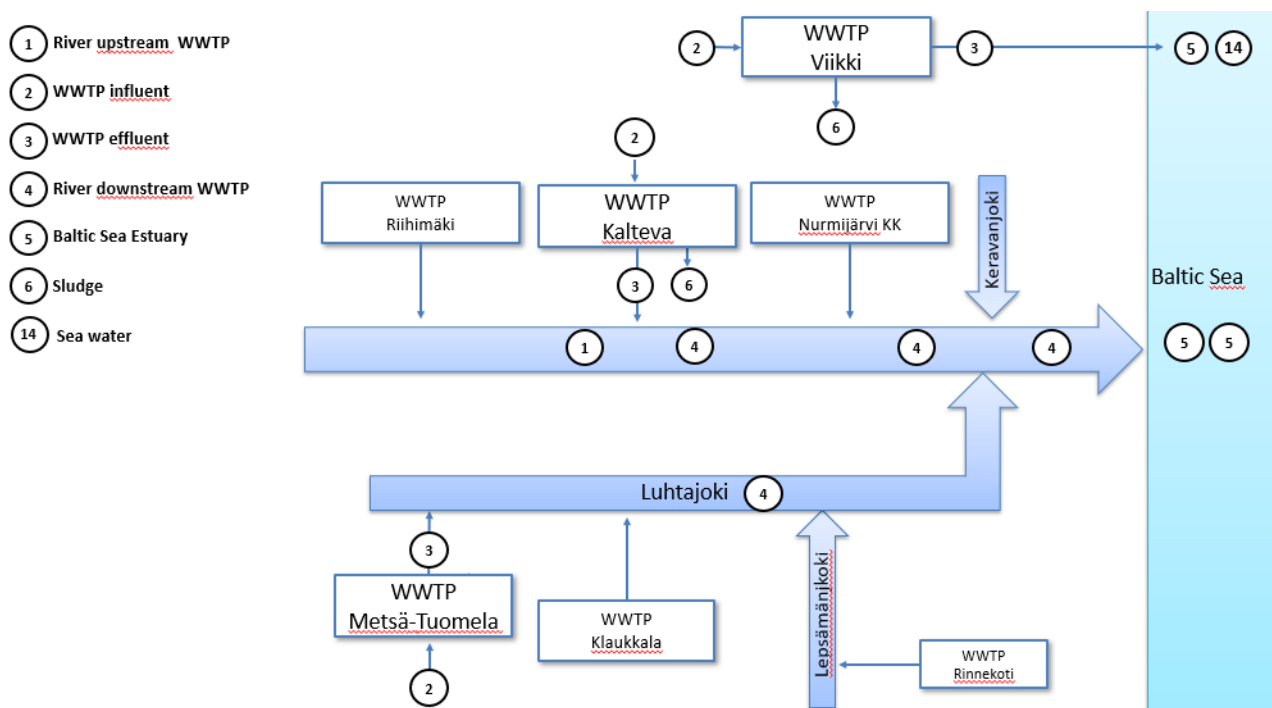 1 River upstream WWTP
2 WWTP influent
3 WWTP effluent
4 River downstream WWTP
5 Baltic Sea Estuary
6 Sludge
14 Sea water
2
WWTP
Viikki
3
5 14
6
2
WWTP
Riihimäki
WWTP
Kalteva
WWTP
Nurmijärvi KK
Keravanjoki
3
6
Baltic Sea
1
4
4
4
5 5
Luhtajoki
4
3
WWTP
Metsä-Tuomela
2
WWTP
Klaukkala
Lepsämänjkoki
WWTP
Rinnekoti